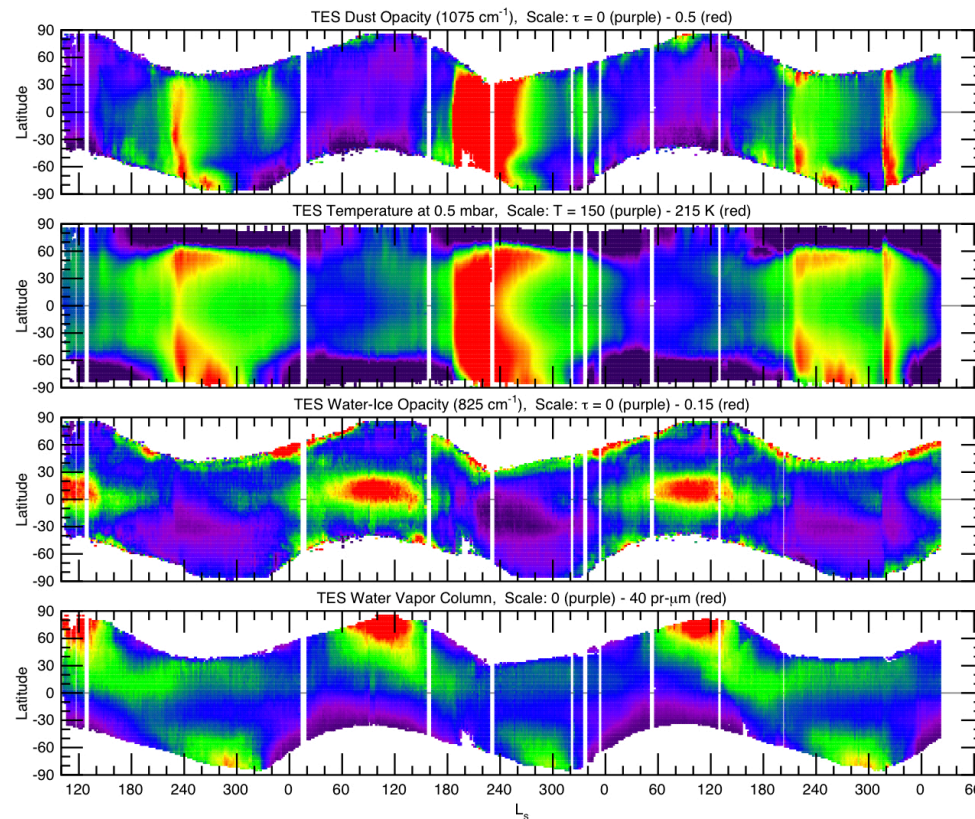 TES Dust Opacity (1075 cm⁻¹), Scale: τ = 0 (purple) - 0.5 (red)
90
60
30
0
-30
-60
-90
Latitude
TES Temperature at 0.5 mbar, Scale: T = 150 (purple) - 215 K (red)
90
60
30
0
-30
-60
-90
Latitude
TES Water-Ice Opacity (825 cm⁻¹), Scale: τ = 0 (purple) - 0.15 (red)
90
60
30
0
-30
-60
-90
Latitude
TES Water Vapor Column, Scale: 0 (purple) - 40 pr-μm (red)
90
60
30
0
-30
-60
-90
Latitude
120 180 240 300 0 60 120 180 240 300 0 60 120 180 240 300 0 60
Lₛ